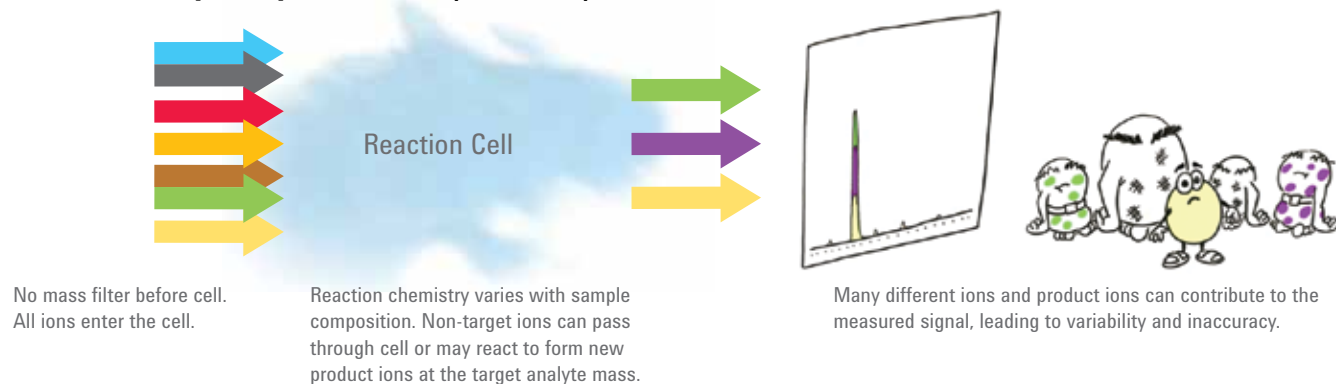 Reaction Cell
No mass filter before cell.
All ions enter the cell.
Reaction chemistry varies with sample
composition. Non-target ions can pass
through cell or may react to form new
product ions at the target analyte mass.
Many different ions and product ions can contribute to the
measured signal, leading to variability and inaccuracy.